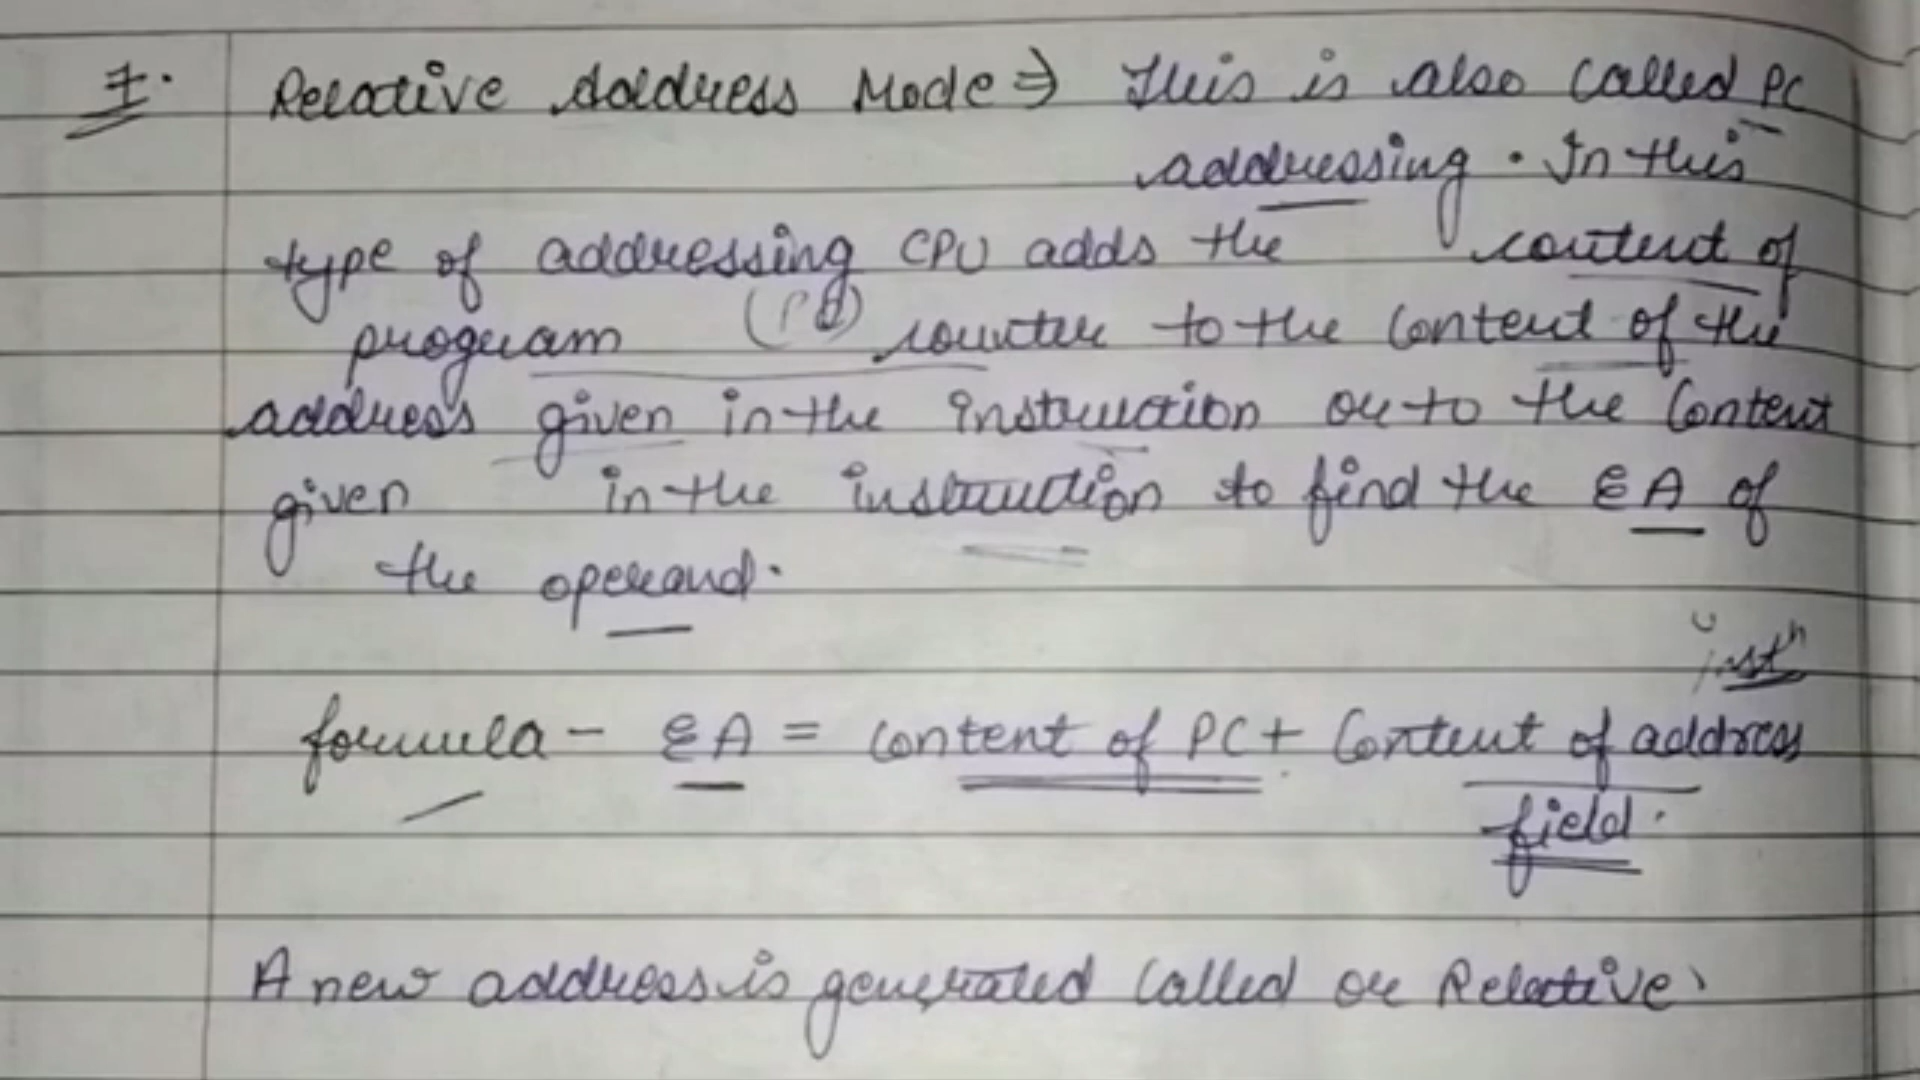 7. Relative Address Mode ⇒ This is also called PC
addressing. In this
type of addressing CPU adds the content of
program (PC) counter to the content of the
address given in the instruction or to the content
given in the instruction to find the EA of
the operand.
instn
formula - EA = content of PC + Content of address
field.
A new address is generated called or Relative